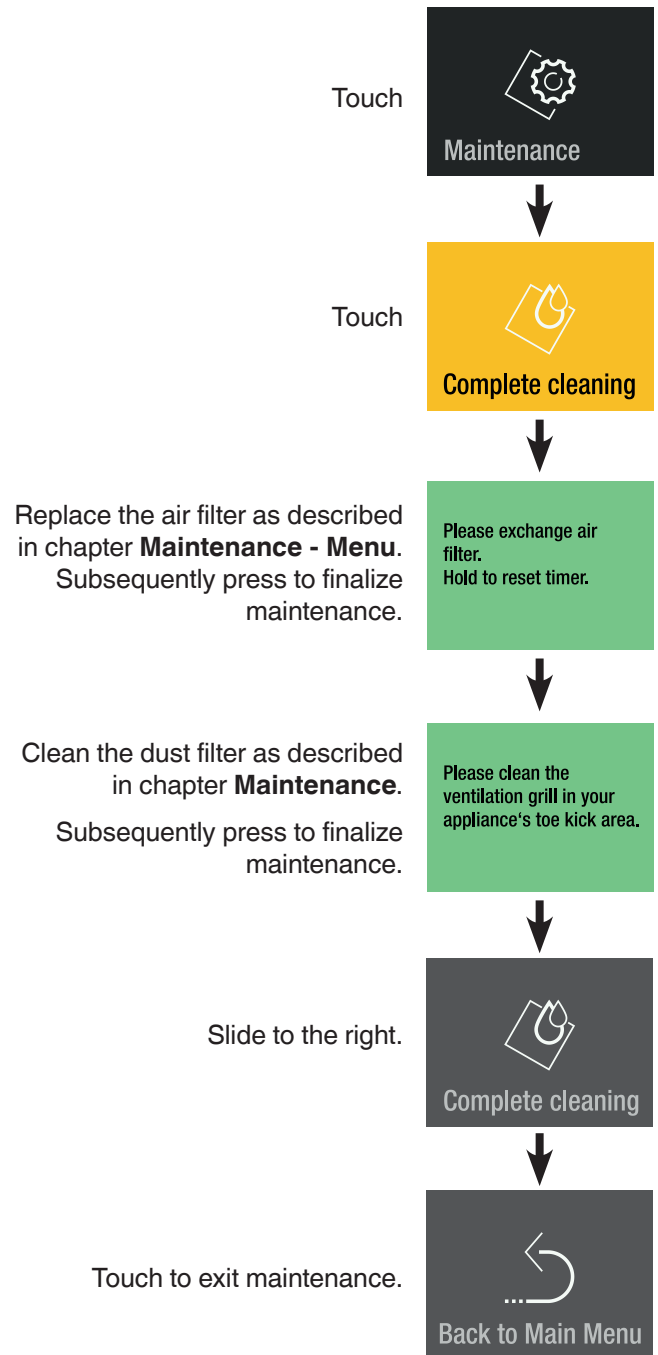 Touch
Maintenance
Touch
Complete cleaning
Replace the air filter as described
in chapter Maintenance - Menu.
Subsequently press to finalize
maintenance.
Please exchange air
filter.
Hold to reset timer.
Clean the dust filter as described
in chapter Maintenance.
Subsequently press to finalize
maintenance.
Please clean the
ventilation grill in your
appliance‘s toe kick area.
Slide to the right.
Complete cleaning
Touch to exit maintenance.
Back to Main Menu